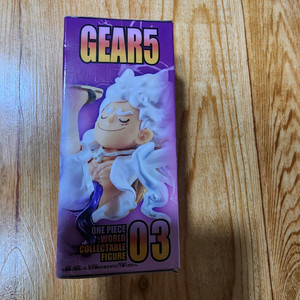 GEAR5
ONE PIECE
WORLD
COLLECTABLE
FIGURE
03